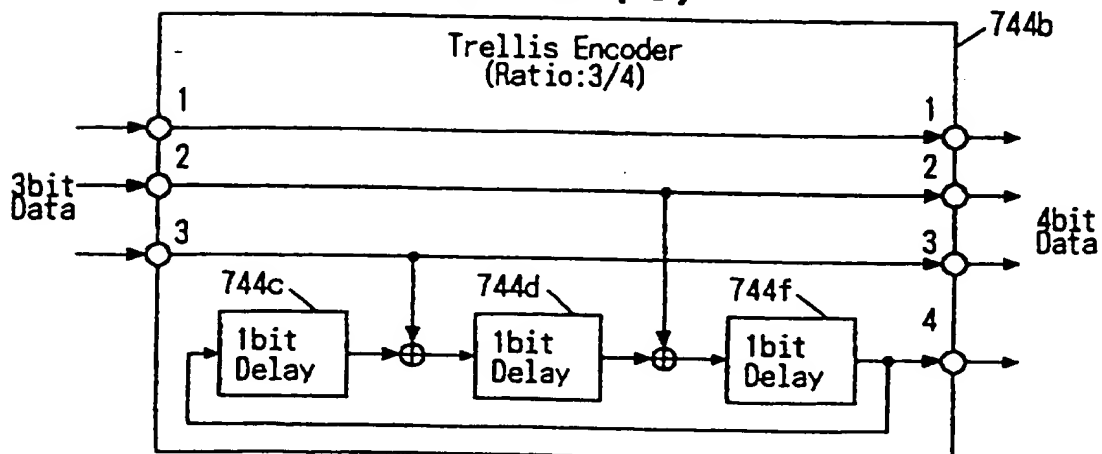 744b
Trellis Encoder
(Ratio:3/4)
1
1
2
2
3bit
Data
3
3
4bit
Data
744c
744d
744f
4
1bit
Delay
1bit
Delay
1bit
Delay